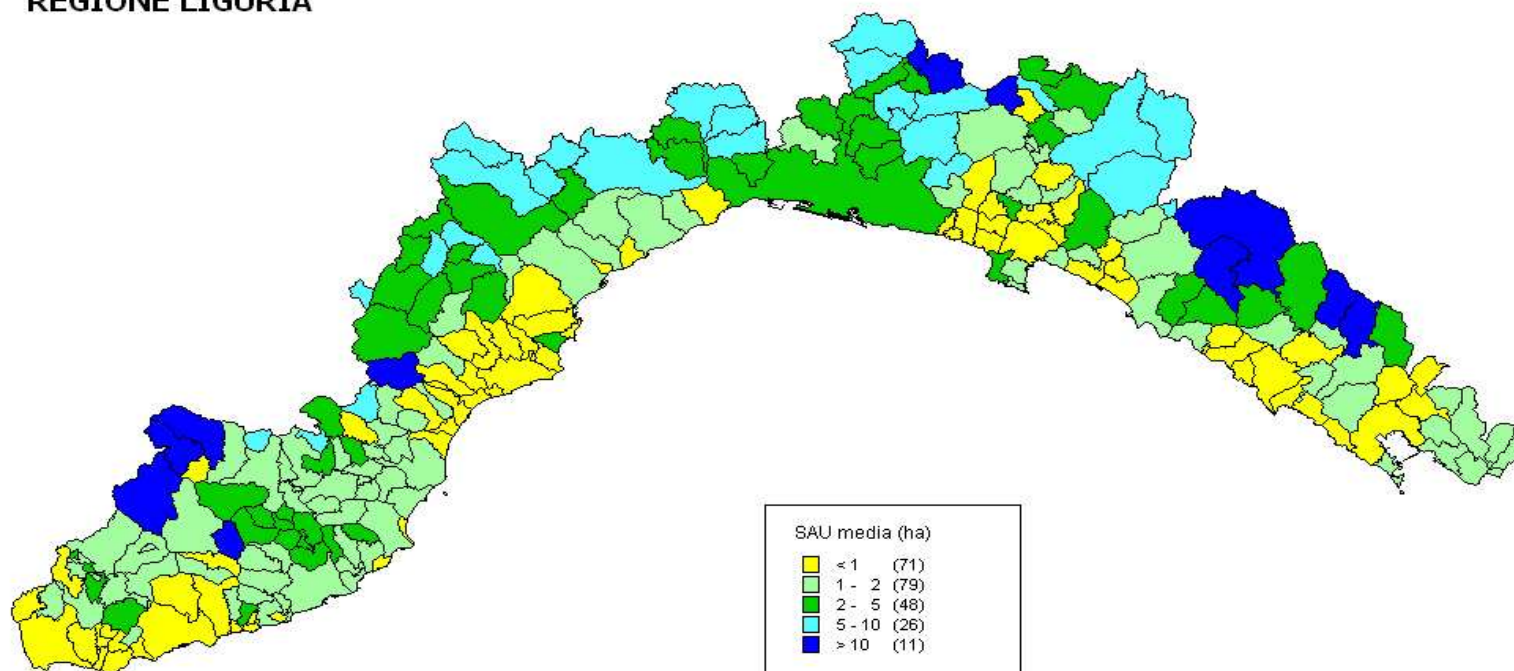 REGIONE LIGURIA
SAU media (ha)
< 1 (71)
1 - 2 (79)
2 - 5 (48)
5 - 10 (26)
> 10 (11)